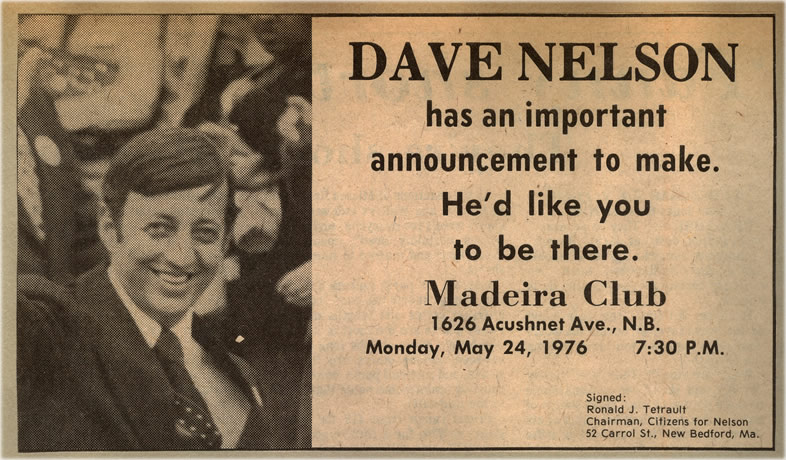 DAVE NELSON
has an important
announcement to make.
He'd like you
to be there.
Madeira Club
1626 Acushnet Ave., N.B.
Monday, May 24, 1976 7:30 P.M.
Signed:
Ronald J. Tetrault
Chairman, Citizens for Nelson
52 Carrol St., New Bedford, Ma.